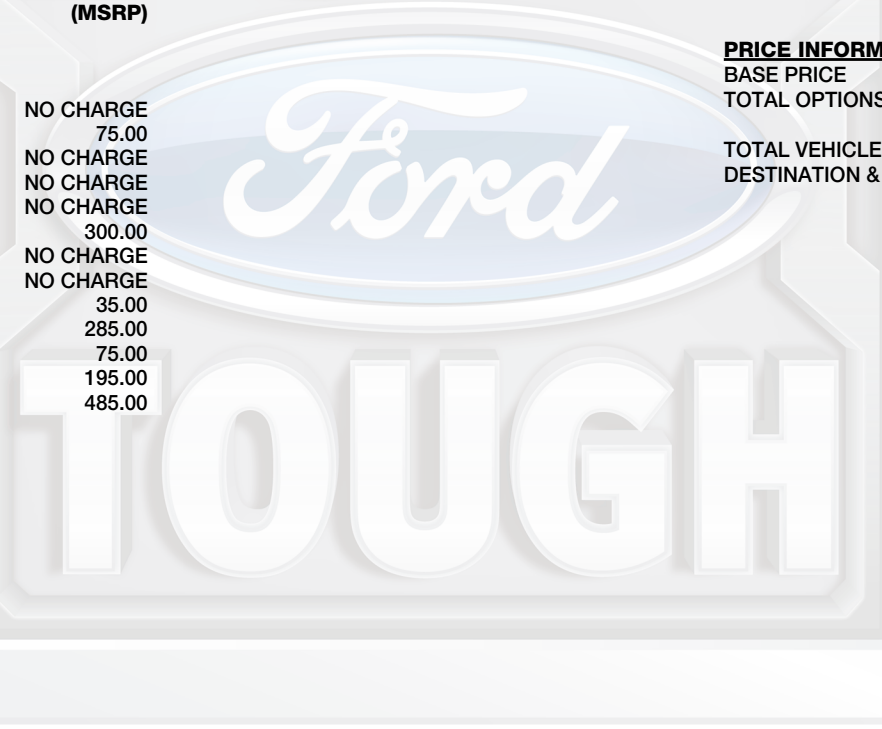 (MSRP)
NO CHARGE
75.00
NO CHARGE
NO CHARGE
NO CHARGE
300.00
NO CHARGE
NO CHARGE
35.00
285.00
75.00
195.00
485.00
PRICE INFORM
BASE PRICE
TOTAL OPTIONS
TOTAL VEHICLE
DESTINATION &
Ford
TOUGH